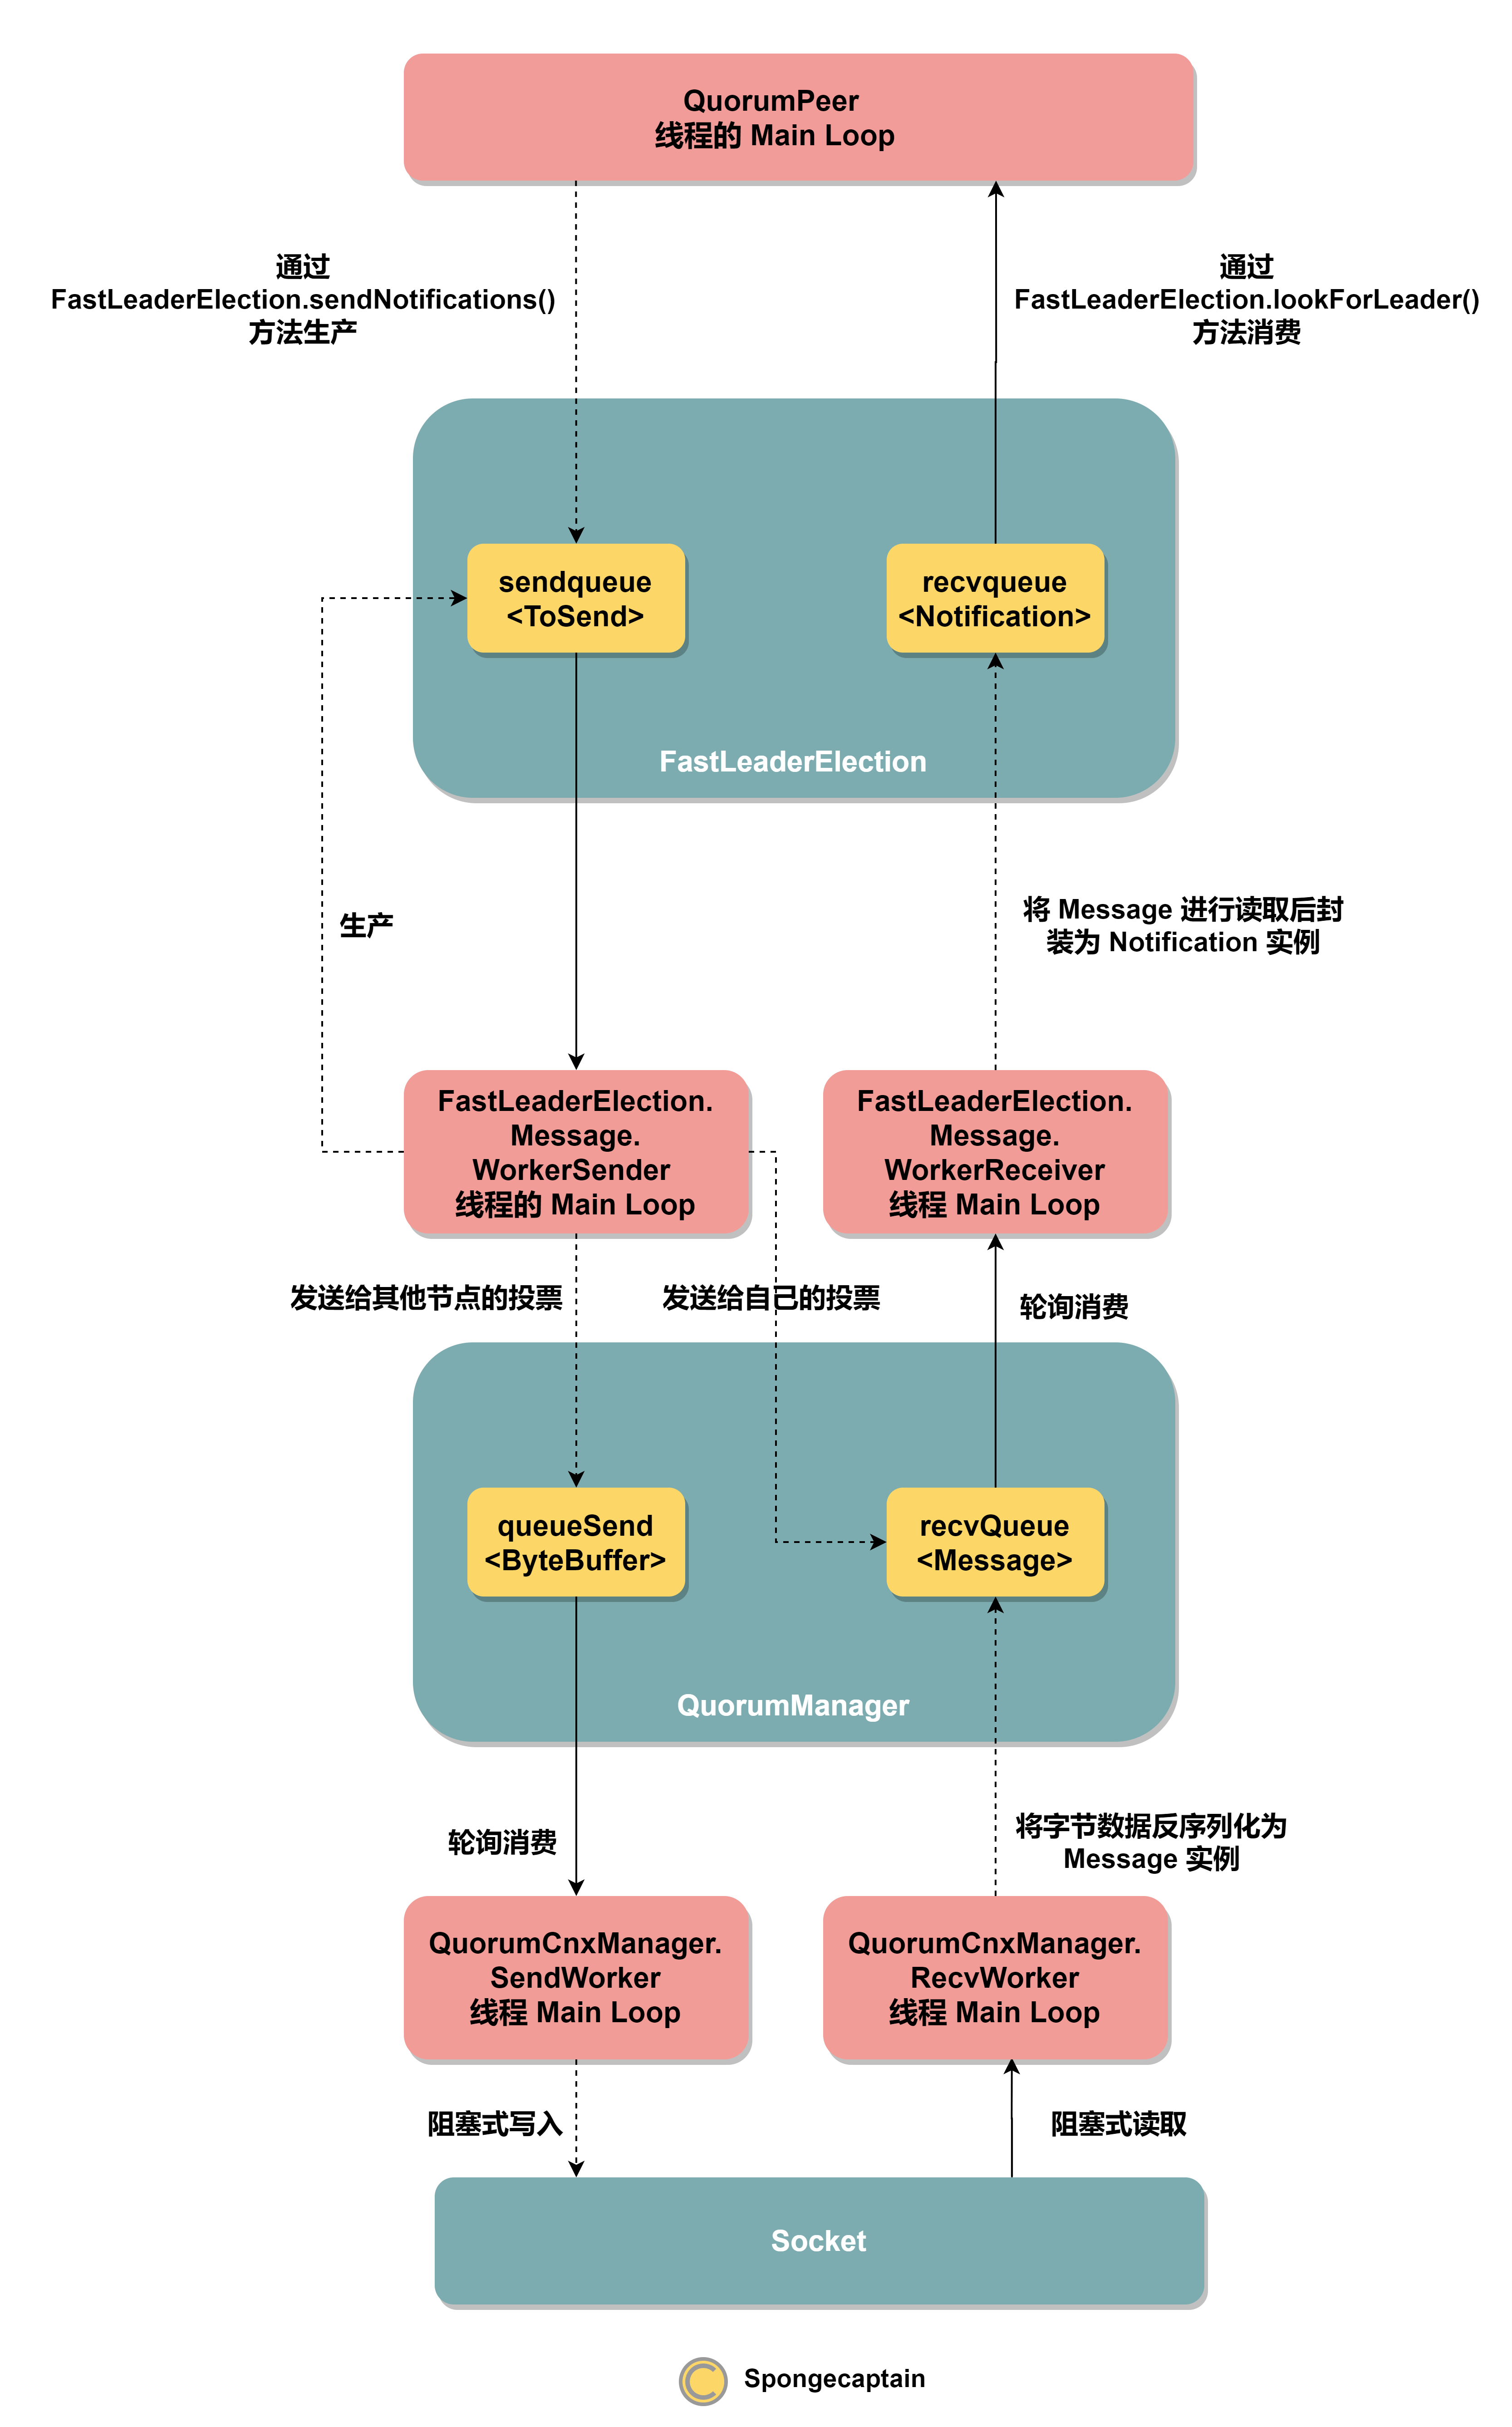 QuorumPeer
线程的 Main Loop
通过
FastLeaderElection.sendNotifications()
方法生产
通过
FastLeaderElection.lookForLeader()
方法消费
sendqueue
<ToSend>
recvqueue
<Notification>
FastLeaderElection
生产
将 Message 进行读取后封
装为 Notification 实例
FastLeaderElection.
Message.
WorkerSender
线程的 Main Loop
FastLeaderElection.
Message.
WorkerReceiver
线程 Main Loop
发送给其他节点的投票
发送给自己的投票
轮询消费
queueSend
<ByteBuffer>
recvQueue
<Message>
QuorumManager
轮询消费
将字节数据反序列化为
Message 实例
QuorumCnxManager.
SendWorker
线程 Main Loop
QuorumCnxManager.
RecvWorker
线程 Main Loop
阻塞式写入
阻塞式读取
Socket
Spongecaptain